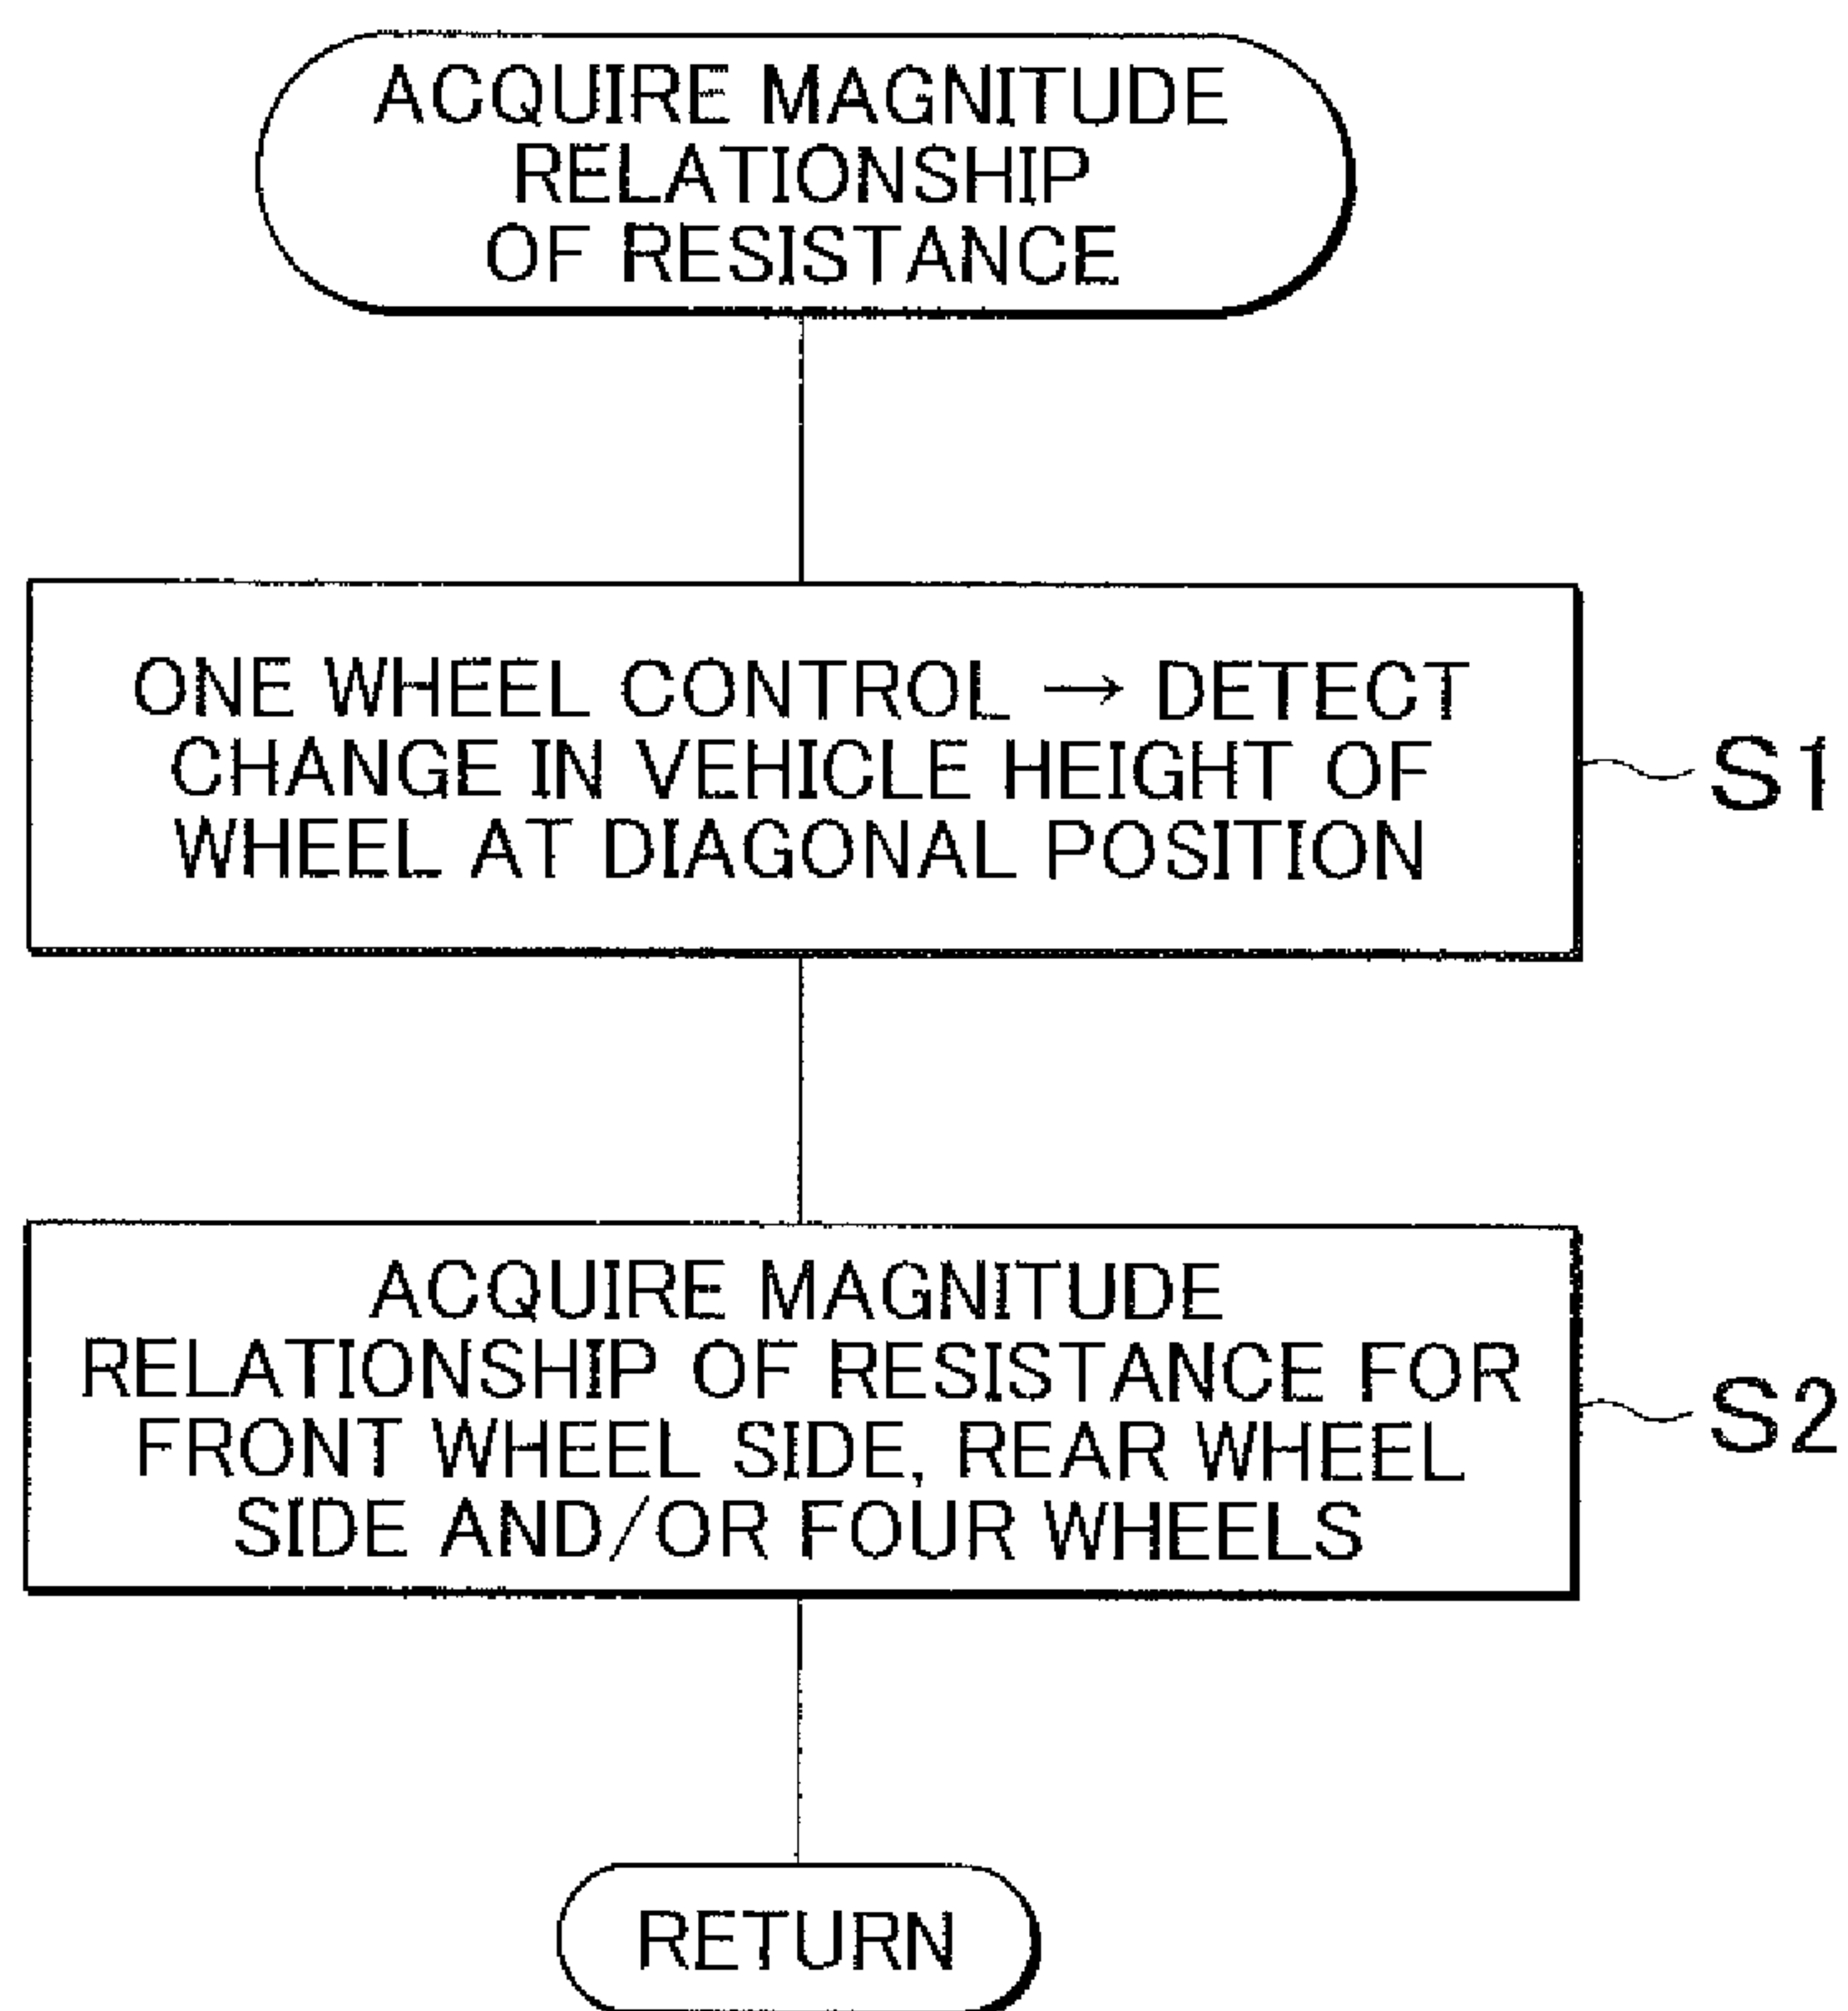 ACQUIRE MAGNITUDE
RELATIONSHIP
OF RESISTANCE
ONE WHEEL CONTROL → DETECT
CHANGE IN VEHICLE HEIGHT OF
WHEEL AT DIAGONAL POSITION
S1
ACQUIRE MAGNITUDE
RELATIONSHIP OF RESISTANCE FOR
FRONT WHEEL SIDE, REAR WHEEL
SIDE AND/OR FOUR WHEELS
S2
RETURN